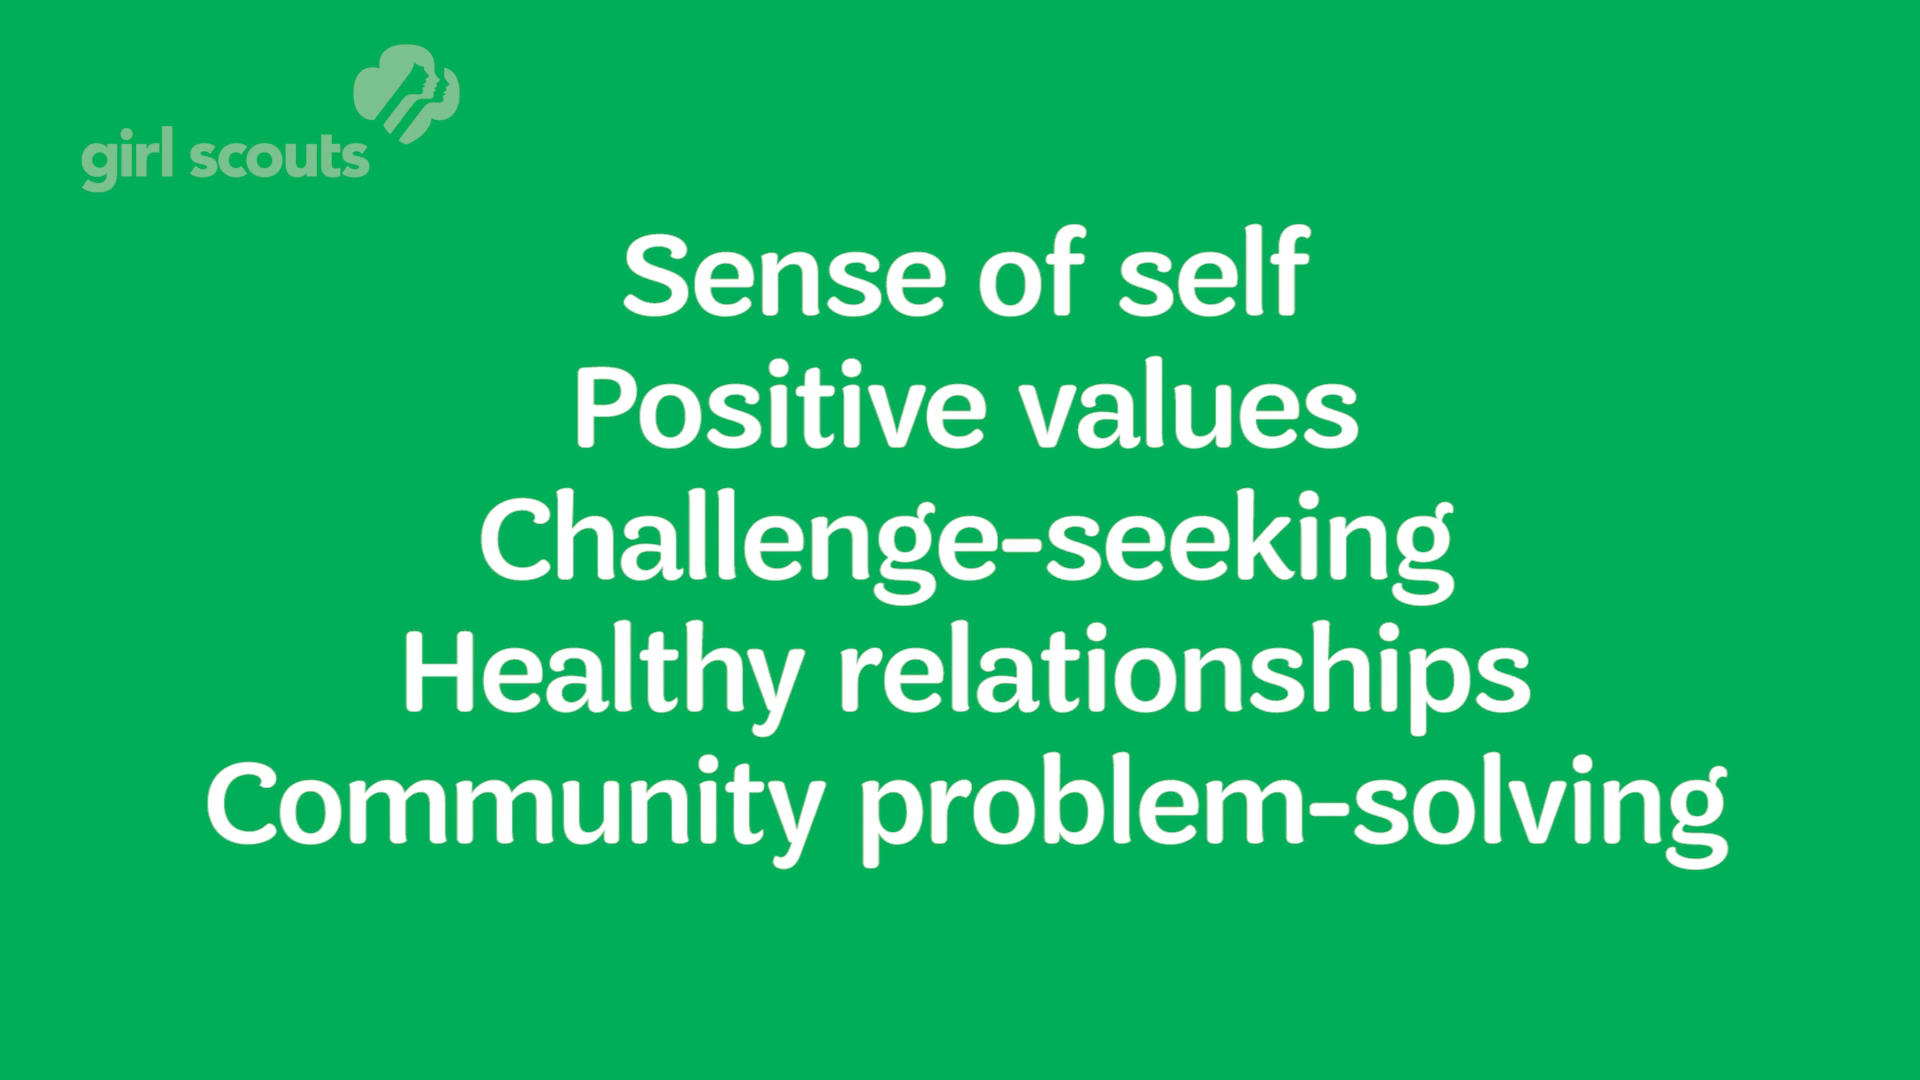 girl scouts
Sense of self
Positive values
Challenge-seeking
Healthy relationships
Community problem-solving